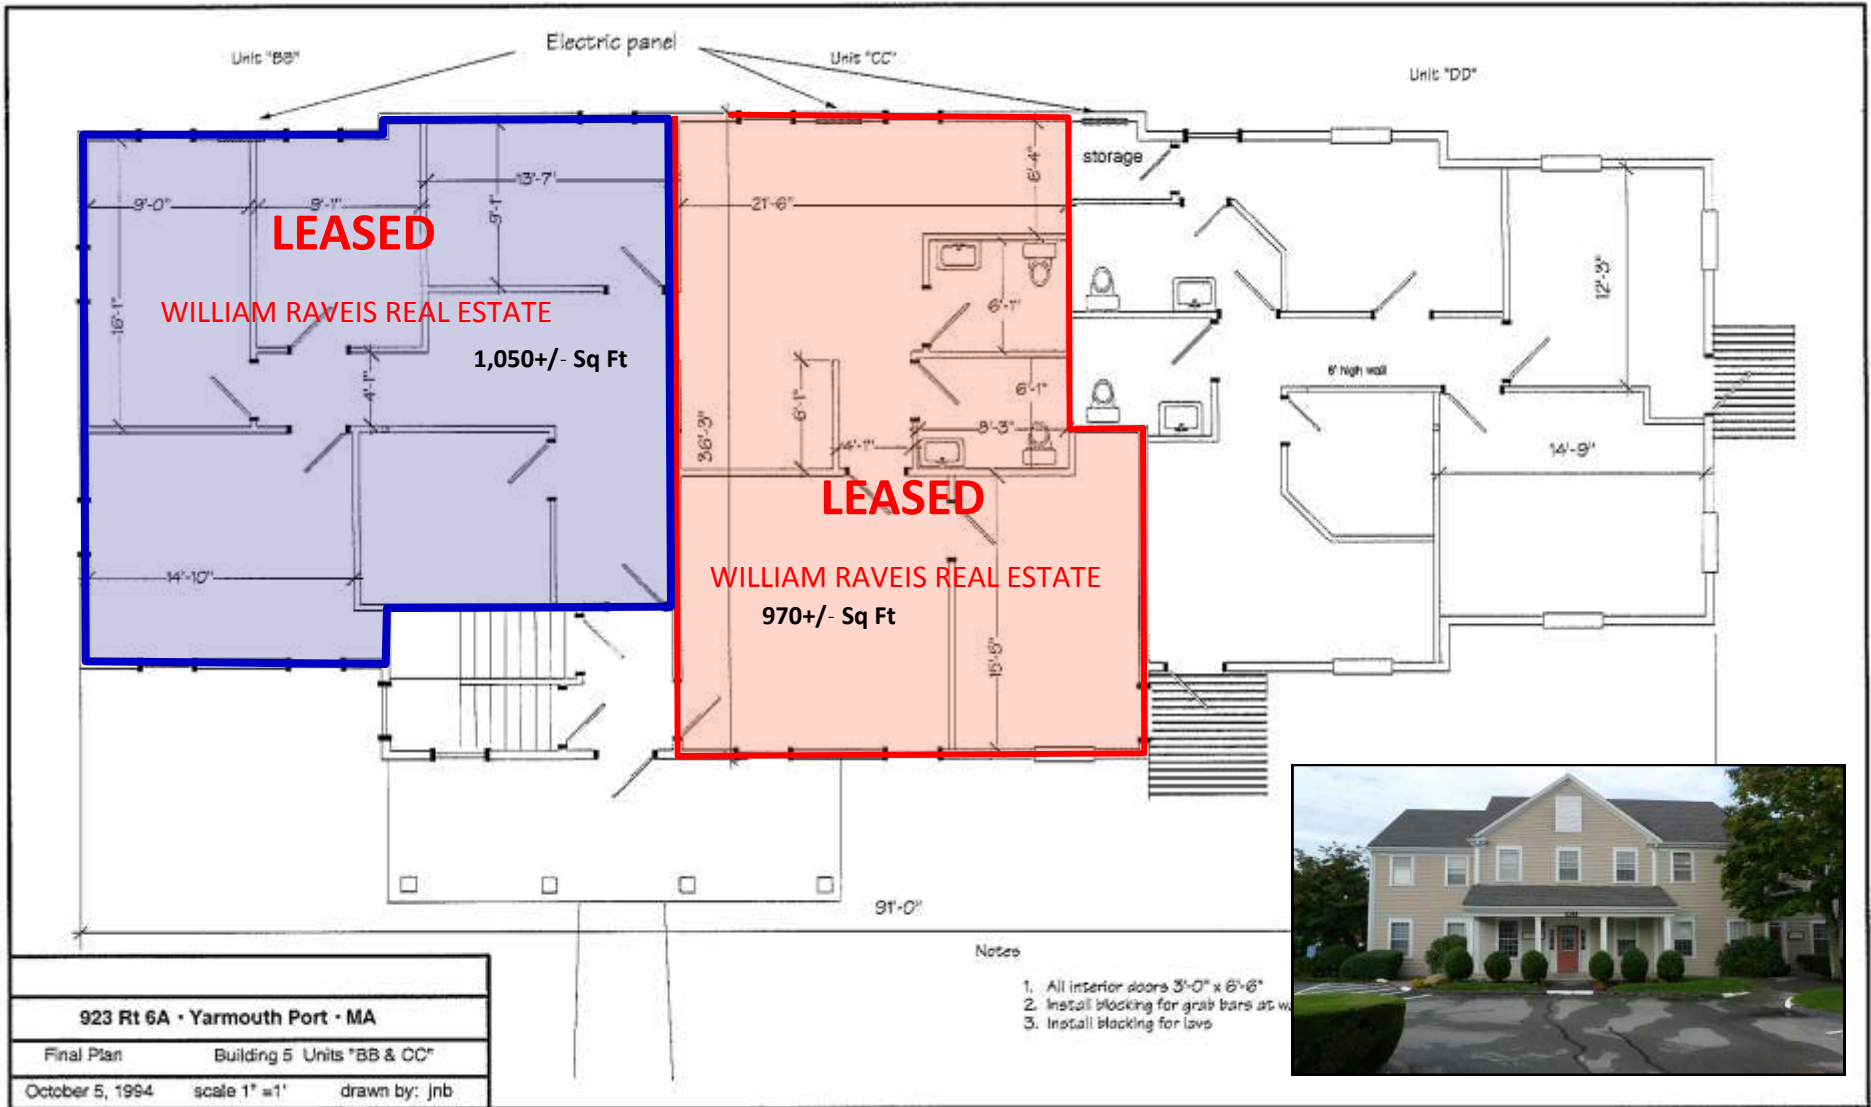 Electric panel
Unit "BB"
Unit "CC"
Unit "DD"
storage
13'-7"
6'-4"
9'-0"
9'-1"
9'-1"
21'-6"
LEASED
12'-3"
WILLIAM RAVEIS REAL ESTATE
16'-1"
6'-1"
1,050+/- Sq Ft
6' high wall
4'-1"
6'-1"
6'-1"
36'-3"
8'-3"
4'-1"
14'-9"
LEASED
WILLIAM RAVEIS REAL ESTATE
14'-10"
970+/- Sq Ft
15'-6"
91'-0"
Notes
1. All interior doors 3'-0" x 6'-6"
2. Install blocking for grab bars at
3. Install blocking for lavs
923 Rt 6A • Yarmouth Port • MA
Final Plan Building 5 Units "BB & CC"
October 5, 1994 scale 1" =1' drawn by: jnb